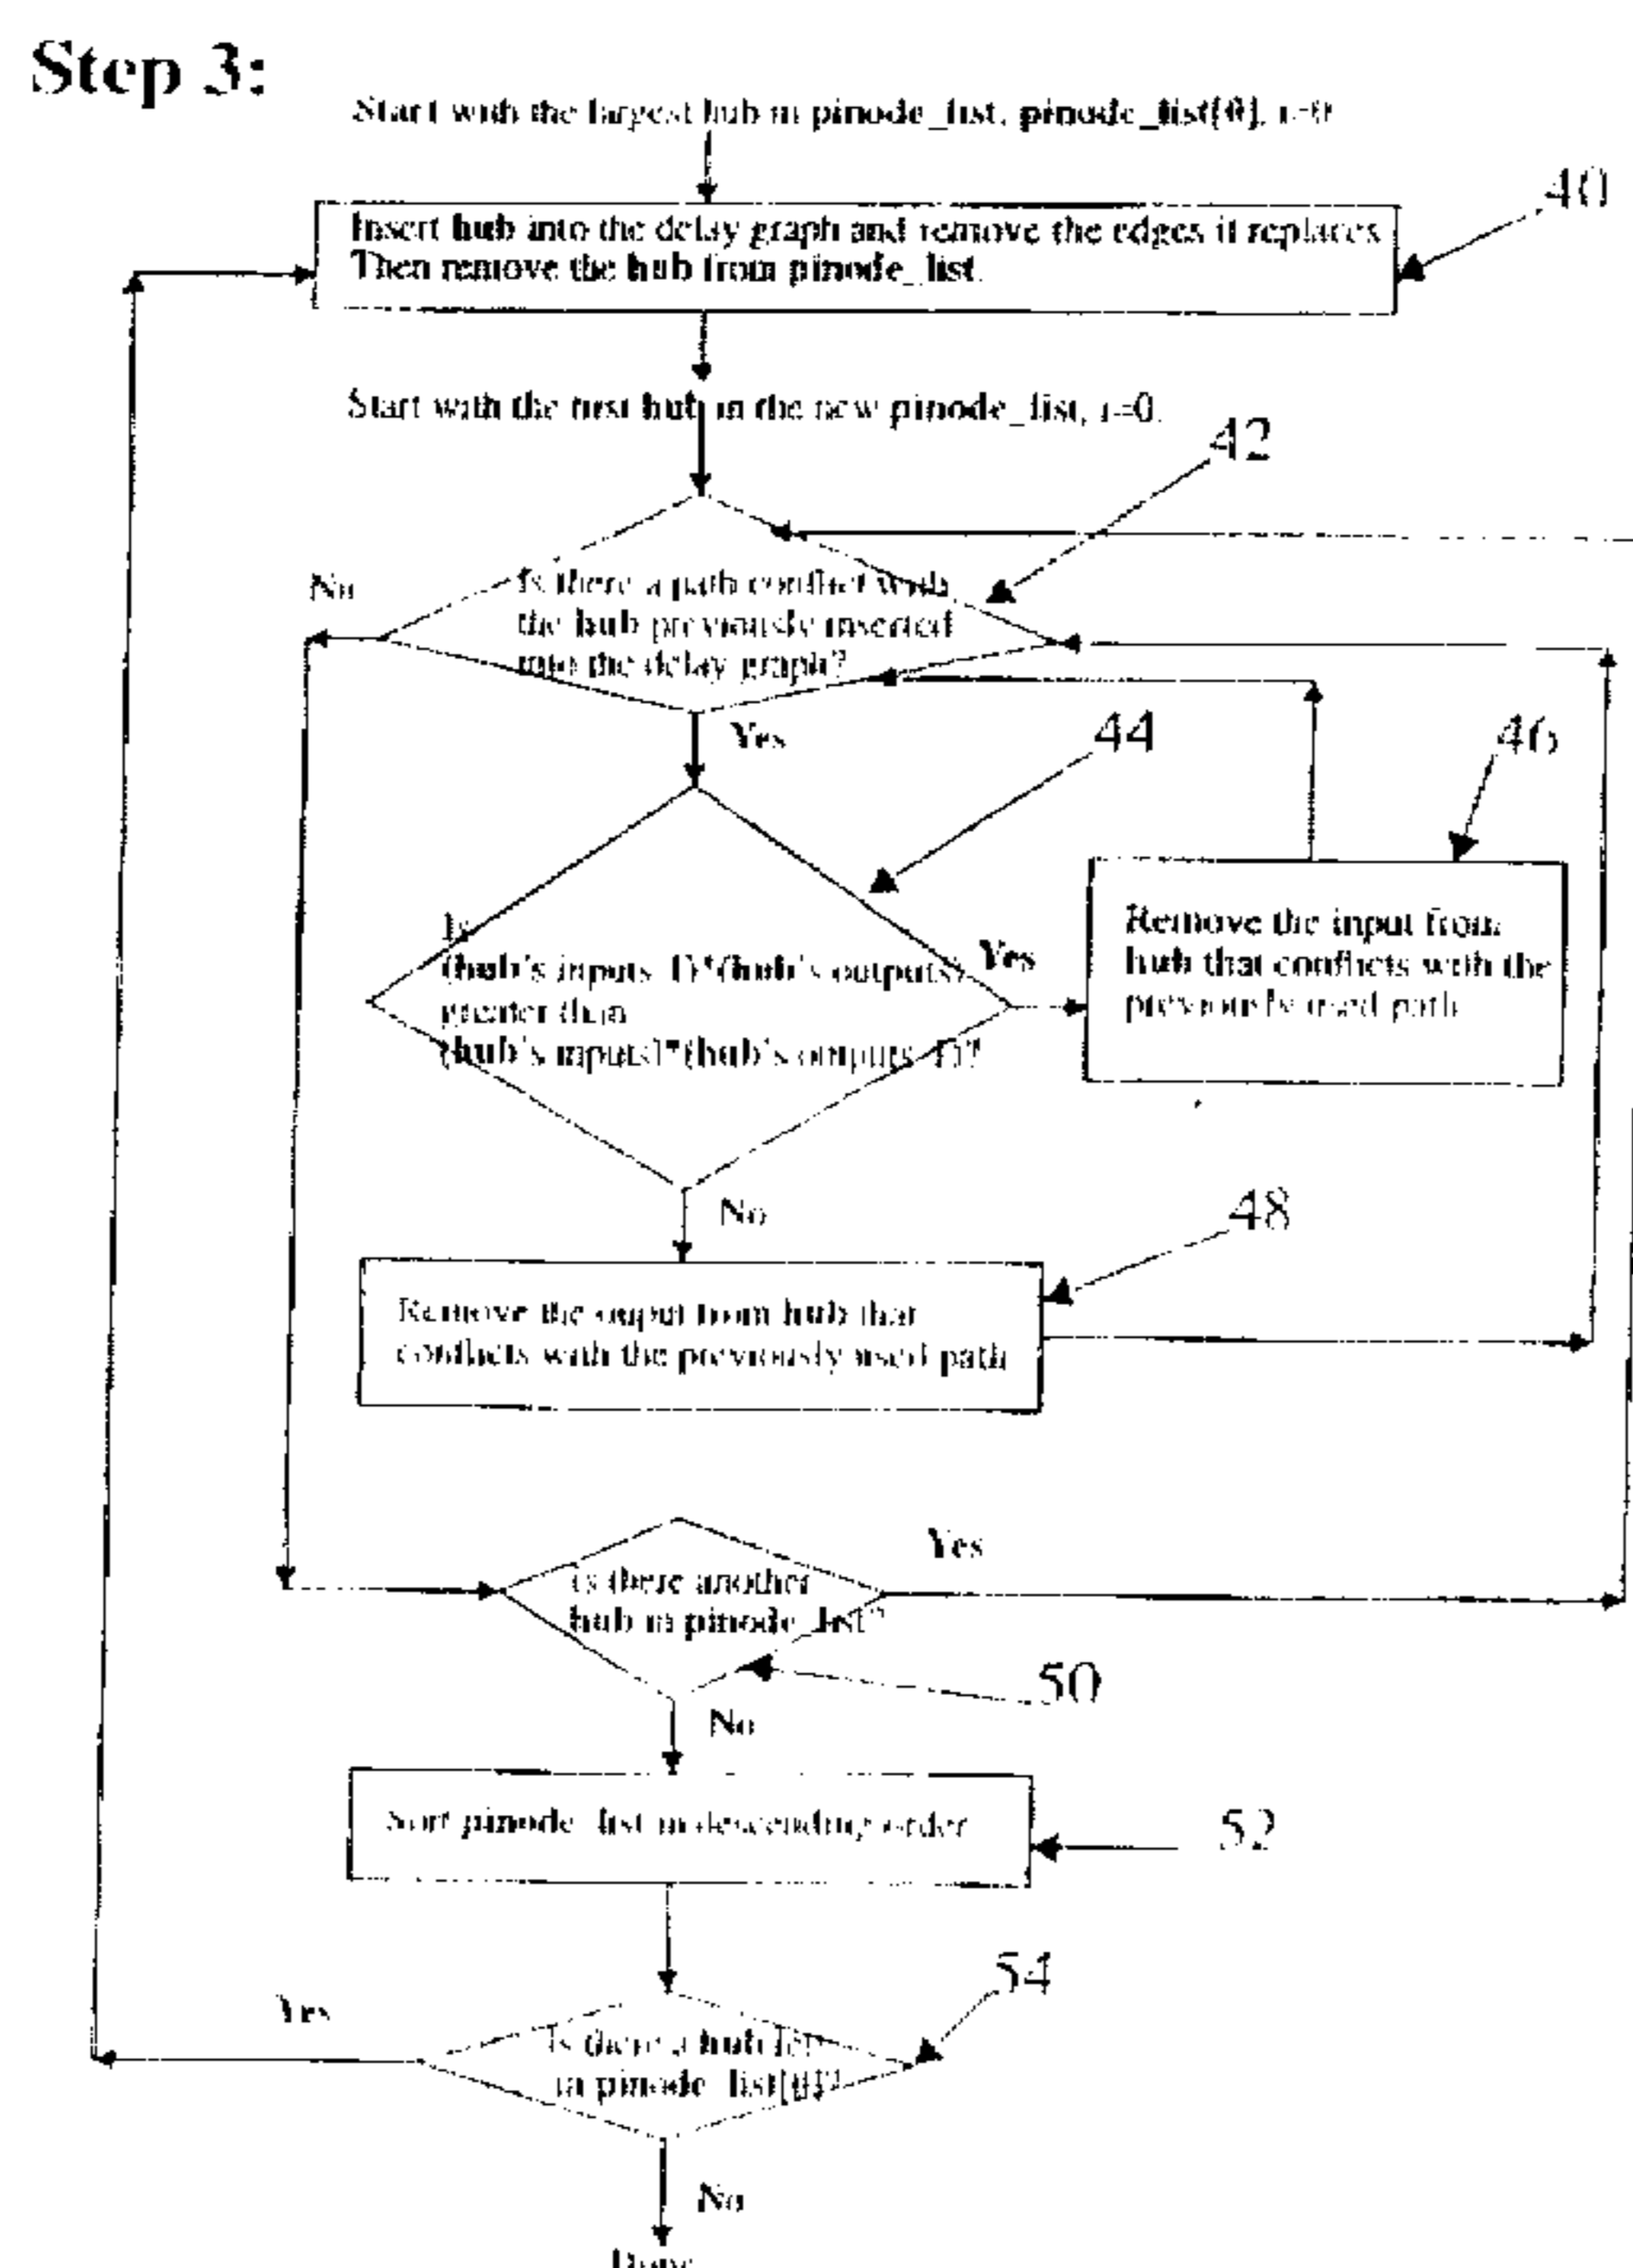 Step 3:
Start with the largest hub in pinode_list, pinode_list[0], i=0
40
Insert hub into the delay graph and remove the edges it replaces
Then remove the hub from pinode_list.
Start with the first hub in the new pinode_list, i=0.
42
No
Is there a path conflict with
the hub previously inserted
into the delay graph?
Yes
44
46
Is
(hub's inputs-1)*(hub's outputs)
greater than
(hub's inputs)*(hub's outputs-1)?
Yes
Remove the input from
hub that conflicts with the
previously used path
No
48
Remove the ouput from hub that
conflicts with the previously used path
Yes
Is there another
hub in pinode_list?
50
No
Sort pinode_list in descending order
52
54
Yes
Is there a hub left
in pinode_list[0]?
No
Done